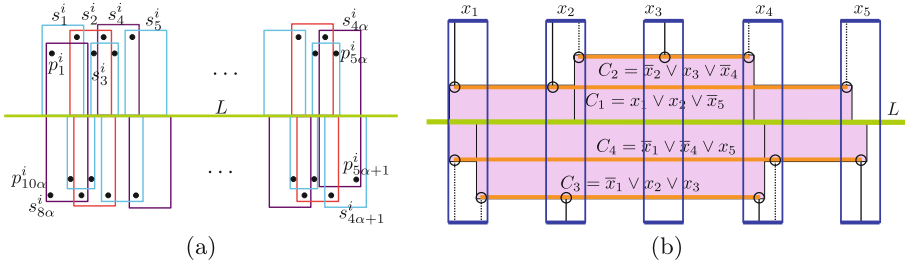 s_1^i s_2^i s_4^i s_5^i s_{4α}^i
p_1^i s_3^i ... p_{5α}^i
L
p_{10α}^i ... p_{5α+1}^i
s_{8α}^i s_{4α+1}^i
(a)
x_1 x_2 x_3 x_4 x_5
C_2 = x̅_2 ∨ x_3 ∨ x̅_4
C_1 = x_1 ∨ x_2 ∨ x̅_5
L
C_4 = x̅_1 ∨ x̅_4 ∨ x_5
C_3 = x̅_1 ∨ x_2 ∨ x_3
(b)